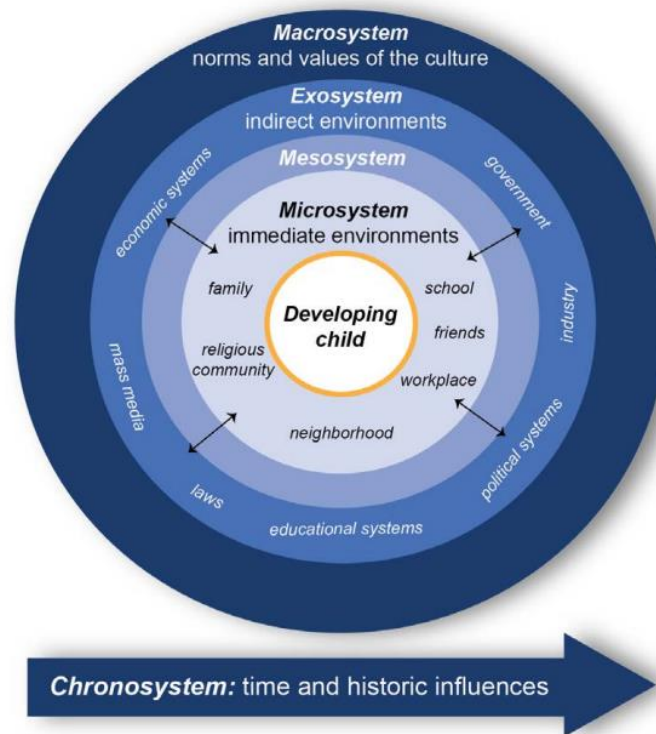 Macrosystem
norms and values of the culture
Exosystem
indirect environments
Mesosystem
Microsystem
immediate environments
economic systems
government
family
school
Developing
child
friends
industry
mass media
religious
community
workplace
neighborhood
political systems
laws
educational systems
Chronosystem: time and historic influences